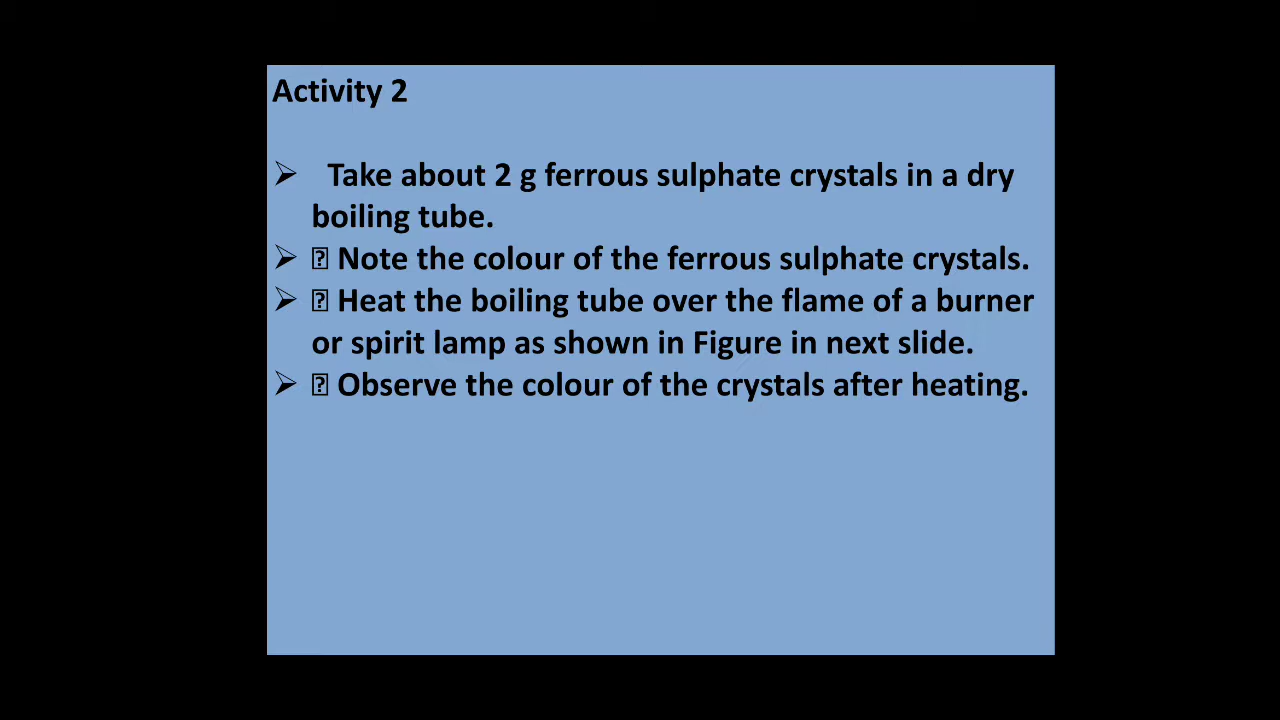 Activity 2
➢ Take about 2 g ferrous sulphate crystals in a dry
boiling tube.
➢ ⍰ Note the colour of the ferrous sulphate crystals.
➢ ⍰ Heat the boiling tube over the flame of a burner
or spirit lamp as shown in Figure in next slide.
➢ ⍰ Observe the colour of the crystals after heating.